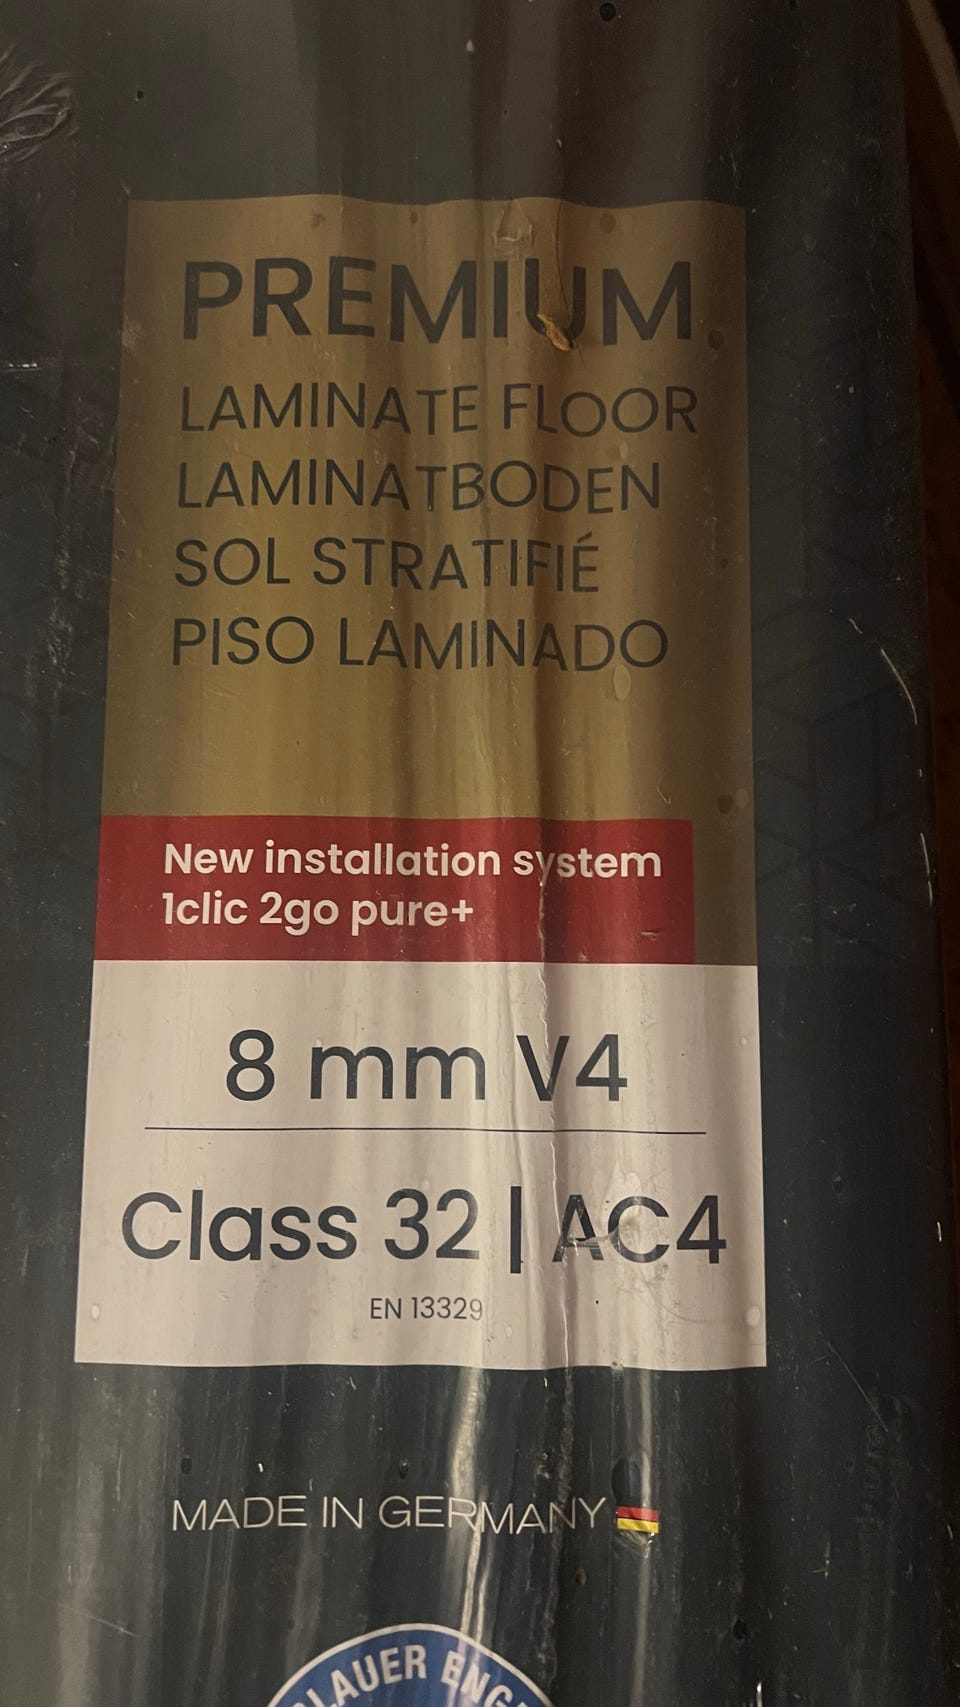 PREMIUM
LAMINATE FLOOR
LAMINATBODEN
SOL STRATIFIÉ
PISO LAMINADO
New installation system
1clic 2go pure+
8 mm V4
Class 32 | AC4
EN 13329
MADE IN GERMANY
BLAUER